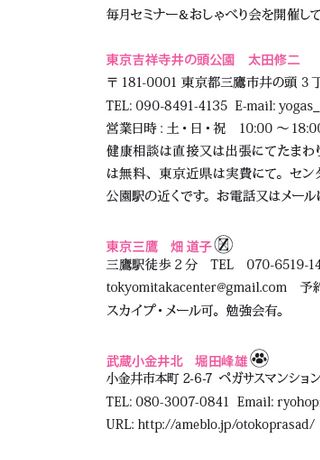 毎月セミナー&おしゃべり会を開催して
東京吉祥寺井の頭公園　太田修二
〒181-0001 東京都三鷹市井の頭 3 丁
TEL: 090-8491-4135 E-mail: yogas_
営業日時：土・日・祝　10:00 ～ 18:00
健康相談は直接又は出張にてたまわり
は無料、東京近県は実費にて。セン
公園駅の近くです。お電話又はメール
東京三鷹　畑 道子
三鷹駅徒歩 2 分　TEL　070-6519-14
tokyomitakacenter@gmail.com　予約
スカイプ・メール可。勉強会有。
武蔵小金井北　堀田峰雄
小金井市本町 2-6-7 ペガサスマンション
TEL: 080-3007-0841 Email: ryohop
URL: http://ameblo.jp/otokoprasad/